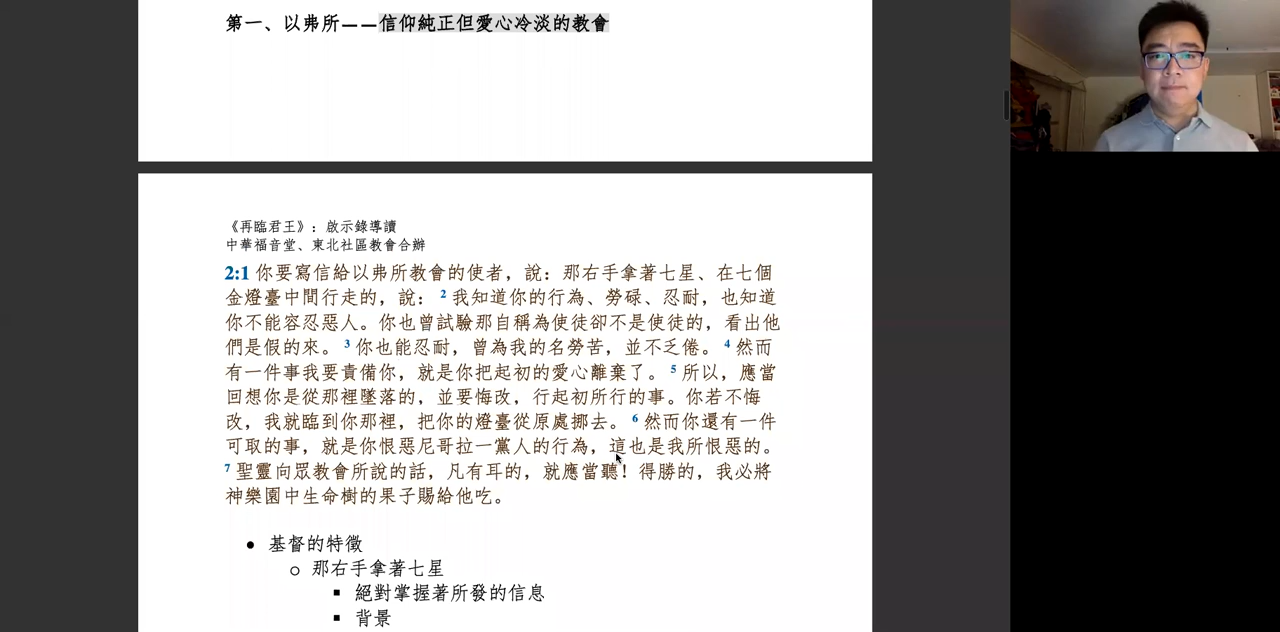 第一、以弗所——信仰純正但愛心冷淡的教會
《再臨君王》：啟示錄導讀
中華福音堂、東北社區教會合辦
2:1 你要寫信給以弗所教會的使者，說：那右手拿著七星、在七個
金燈臺中間行走的，說： 2 我知道你的行為、勞碌、忍耐，也知道
你不能容忍惡人。你也曾試驗那自稱為使徒卻不是使徒的，看出他
們是假的來。 3 你也能忍耐，曾為我的名勞苦，並不乏倦。 4 然而
有一件事我要責備你，就是你把起初的愛心離棄了。 5 所以，應當
回想你是從那裡墜落的，並要悔改，行起初所行的事。你若不悔
改，我就臨到你那裡，把你的燈臺從原處挪去。 6 然而你還有一件
可取的事，就是你恨惡尼哥拉一黨人的行為，這也是我所恨惡的。
7 聖靈向眾教會所說的話，凡有耳的，就應當聽！得勝的，我必將
神樂園中生命樹的果子賜給他吃。
● 基督的特徵
○ 那右手拿著七星
■ 絕對掌握著所發的信息
■ 背景